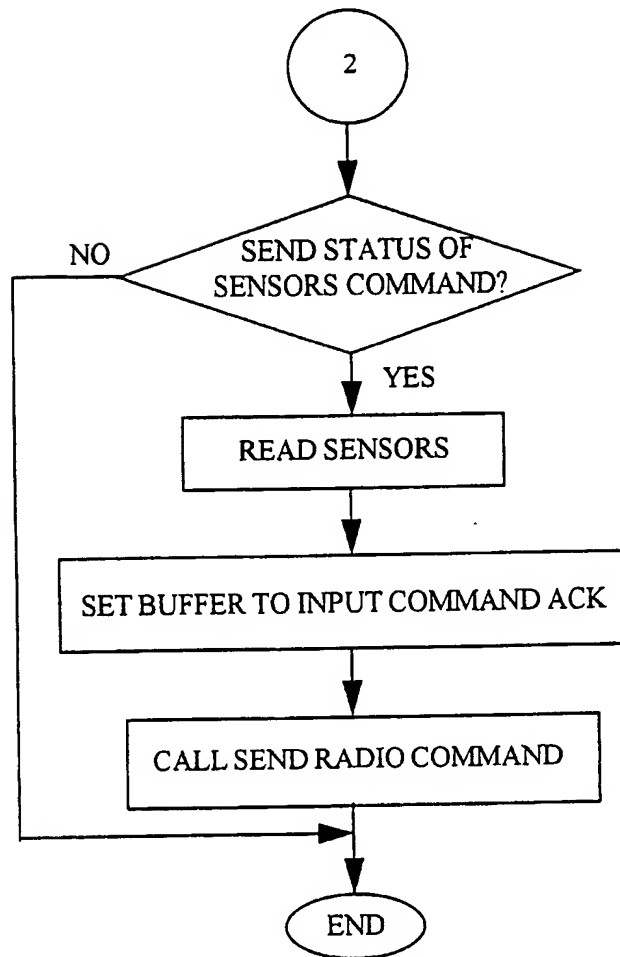 2
SEND STATUS OF
SENSORS COMMAND?
NO
YES
READ SENSORS
SET BUFFER TO INPUT COMMAND ACK
CALL SEND RADIO COMMAND
END